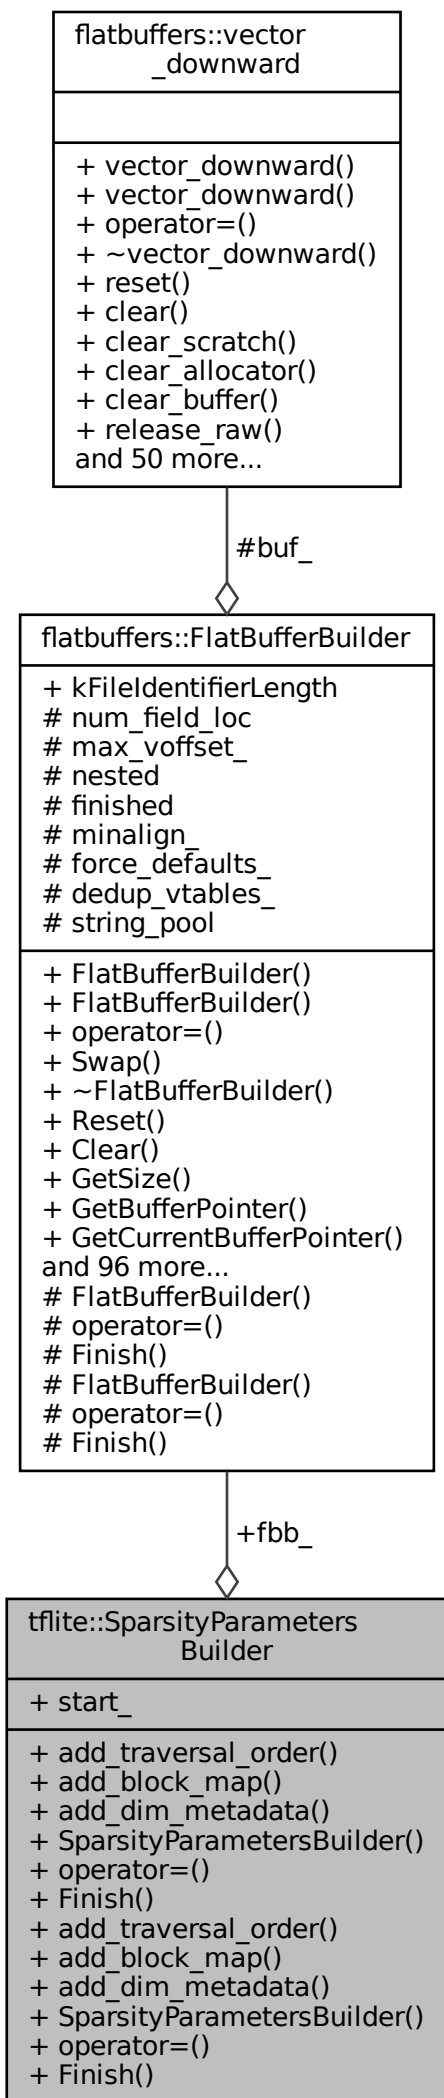 flatbuffers::vector
_downward
+ vector_downward()
+ vector_downward()
+ operator=()
+ ~vector_downward()
+ reset()
+ clear()
+ clear_scratch()
+ clear_allocator()
+ clear_buffer()
+ release_raw()
and 50 more...
#buf_
flatbuffers::FlatBufferBuilder
+ kFileIdentifierLength
# num_field_loc
# max_voffset_
# nested
# finished
# minalign_
# force_defaults_
# dedup_vtables_
# string_pool
+ FlatBufferBuilder()
+ FlatBufferBuilder()
+ operator=()
+ Swap()
+ ~FlatBufferBuilder()
+ Reset()
+ Clear()
+ GetSize()
+ GetBufferPointer()
+ GetCurrentBufferPointer()
and 96 more...
# FlatBufferBuilder()
# operator=()
# Finish()
# FlatBufferBuilder()
# operator=()
# Finish()
+fbb_
tflite::SparsityParameters
Builder
+ start_
+ add_traversal_order()
+ add_block_map()
+ add_dim_metadata()
+ SparsityParametersBuilder()
+ operator=()
+ Finish()
+ add_traversal_order()
+ add_block_map()
+ add_dim_metadata()
+ SparsityParametersBuilder()
+ operator=()
+ Finish()